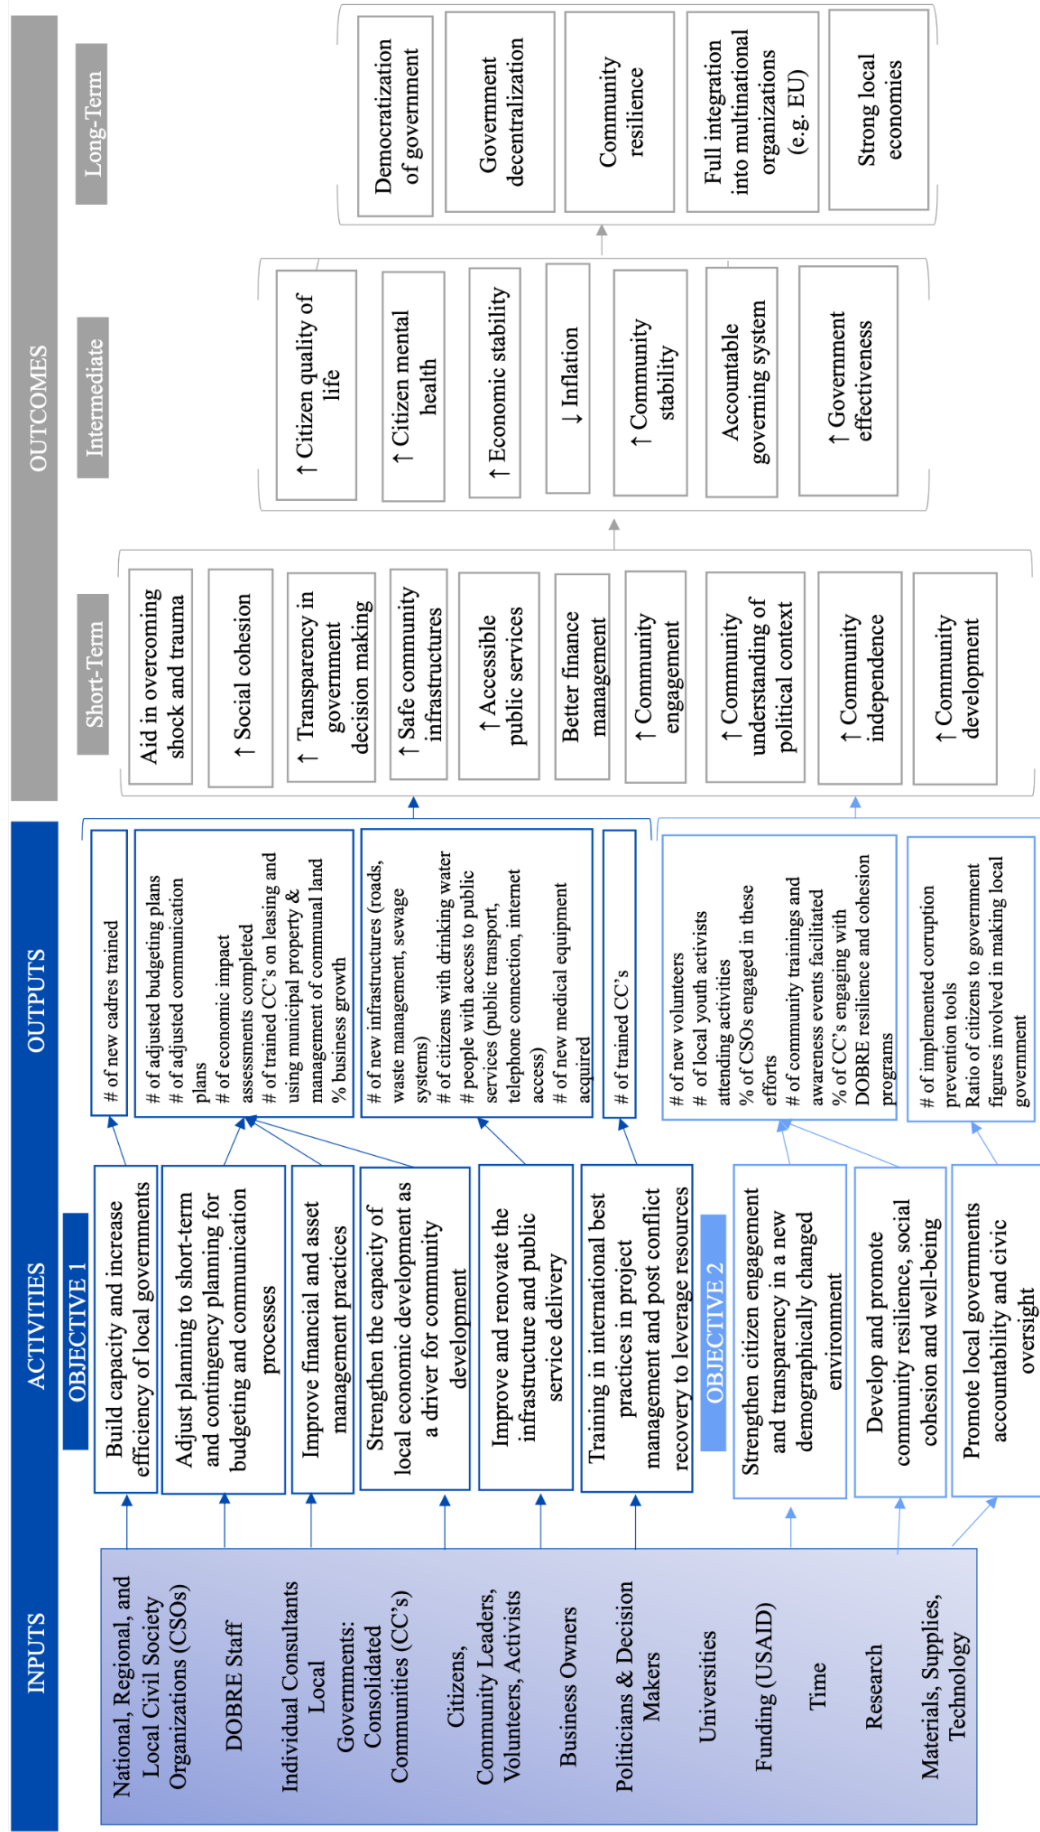 INPUTS
National, Regional, and
Local Civil Society
Organizations (CSOs)
DOBRE Staff
Individual Consultants
Local
Governments:
Consolidated
Communities (CC's)
Citizens,
Community Leaders,
Volunteers, Activists
Business Owners
Politicians & Decision
Makers
Universities
Funding (USAID)
Time
Research
Materials, Supplies,
Technology
ACTIVITIES
OBJECTIVE 1
Build capacity and increase
efficiency of local governments
Adjust planning to short-term
and contingency planning for
budgeting and communication
processes
Improve financial and asset
management practices
Strengthen the capacity of
local economic development as
a driver for community
development
Improve and renovate the
infrastructure and public
service delivery
Training in international best
practices in project
management and post conflict
recovery to leverage resources
OBJECTIVE 2
Strengthen citizen engagement
and transparency in a new
demographically changed
environment
Develop and promote
community resilience, social
cohesion and well-being
Promote local governments
accountability and civic
oversight
OUTPUTS
# of new cadres trained
# of adjusted budgeting plans
# of adjusted communication
plans
# of economic impact
assessments completed
# of trained CC's on leasing and
using municipal property &
management of communal land
% business growth
# of new infrastructures (roads,
waste management, sewage
systems)
# of citizens with drinking water
# people with access to public
services (public transport,
telephone connection, internet
access)
# of new medical equipment
acquired
# of trained CC's
# of new volunteers
# of local youth activists
attending activities
% of CSOs engaged in these
efforts
# of community trainings and
awareness events facilitated
% of CC's engaging with
DOBRE resilience and cohesion
programs
# of implemented corruption
prevention tools
Ratio of citizens to government
figures involved in making local
government
OUTCOMES
Short-Term
Aid in overcoming
shock and trauma
↑ Social cohesion
↑ Transparency in
government
decision making
↑ Safe community
infrastructures
↑ Accessible
public services
Better finance
management
↑ Community
engagement
↑ Community
understanding of
political context
↑ Community
independence
↑ Community
development
Intermediate
↑ Citizen quality of
life
↑ Citizen mental
health
↑ Economic stability
↓ Inflation
↑ Community
stability
Accountable
governing system
↑ Government
effectiveness
Long-Term
Democratization
of government
Government
decentralization
Community
resilience
Full integration
into multinational
organizations
(e.g. EU)
Strong local
economies